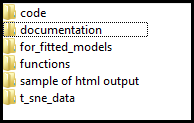 code
documentation
for_fitted_models
functions
sample of html output
t_sne_data